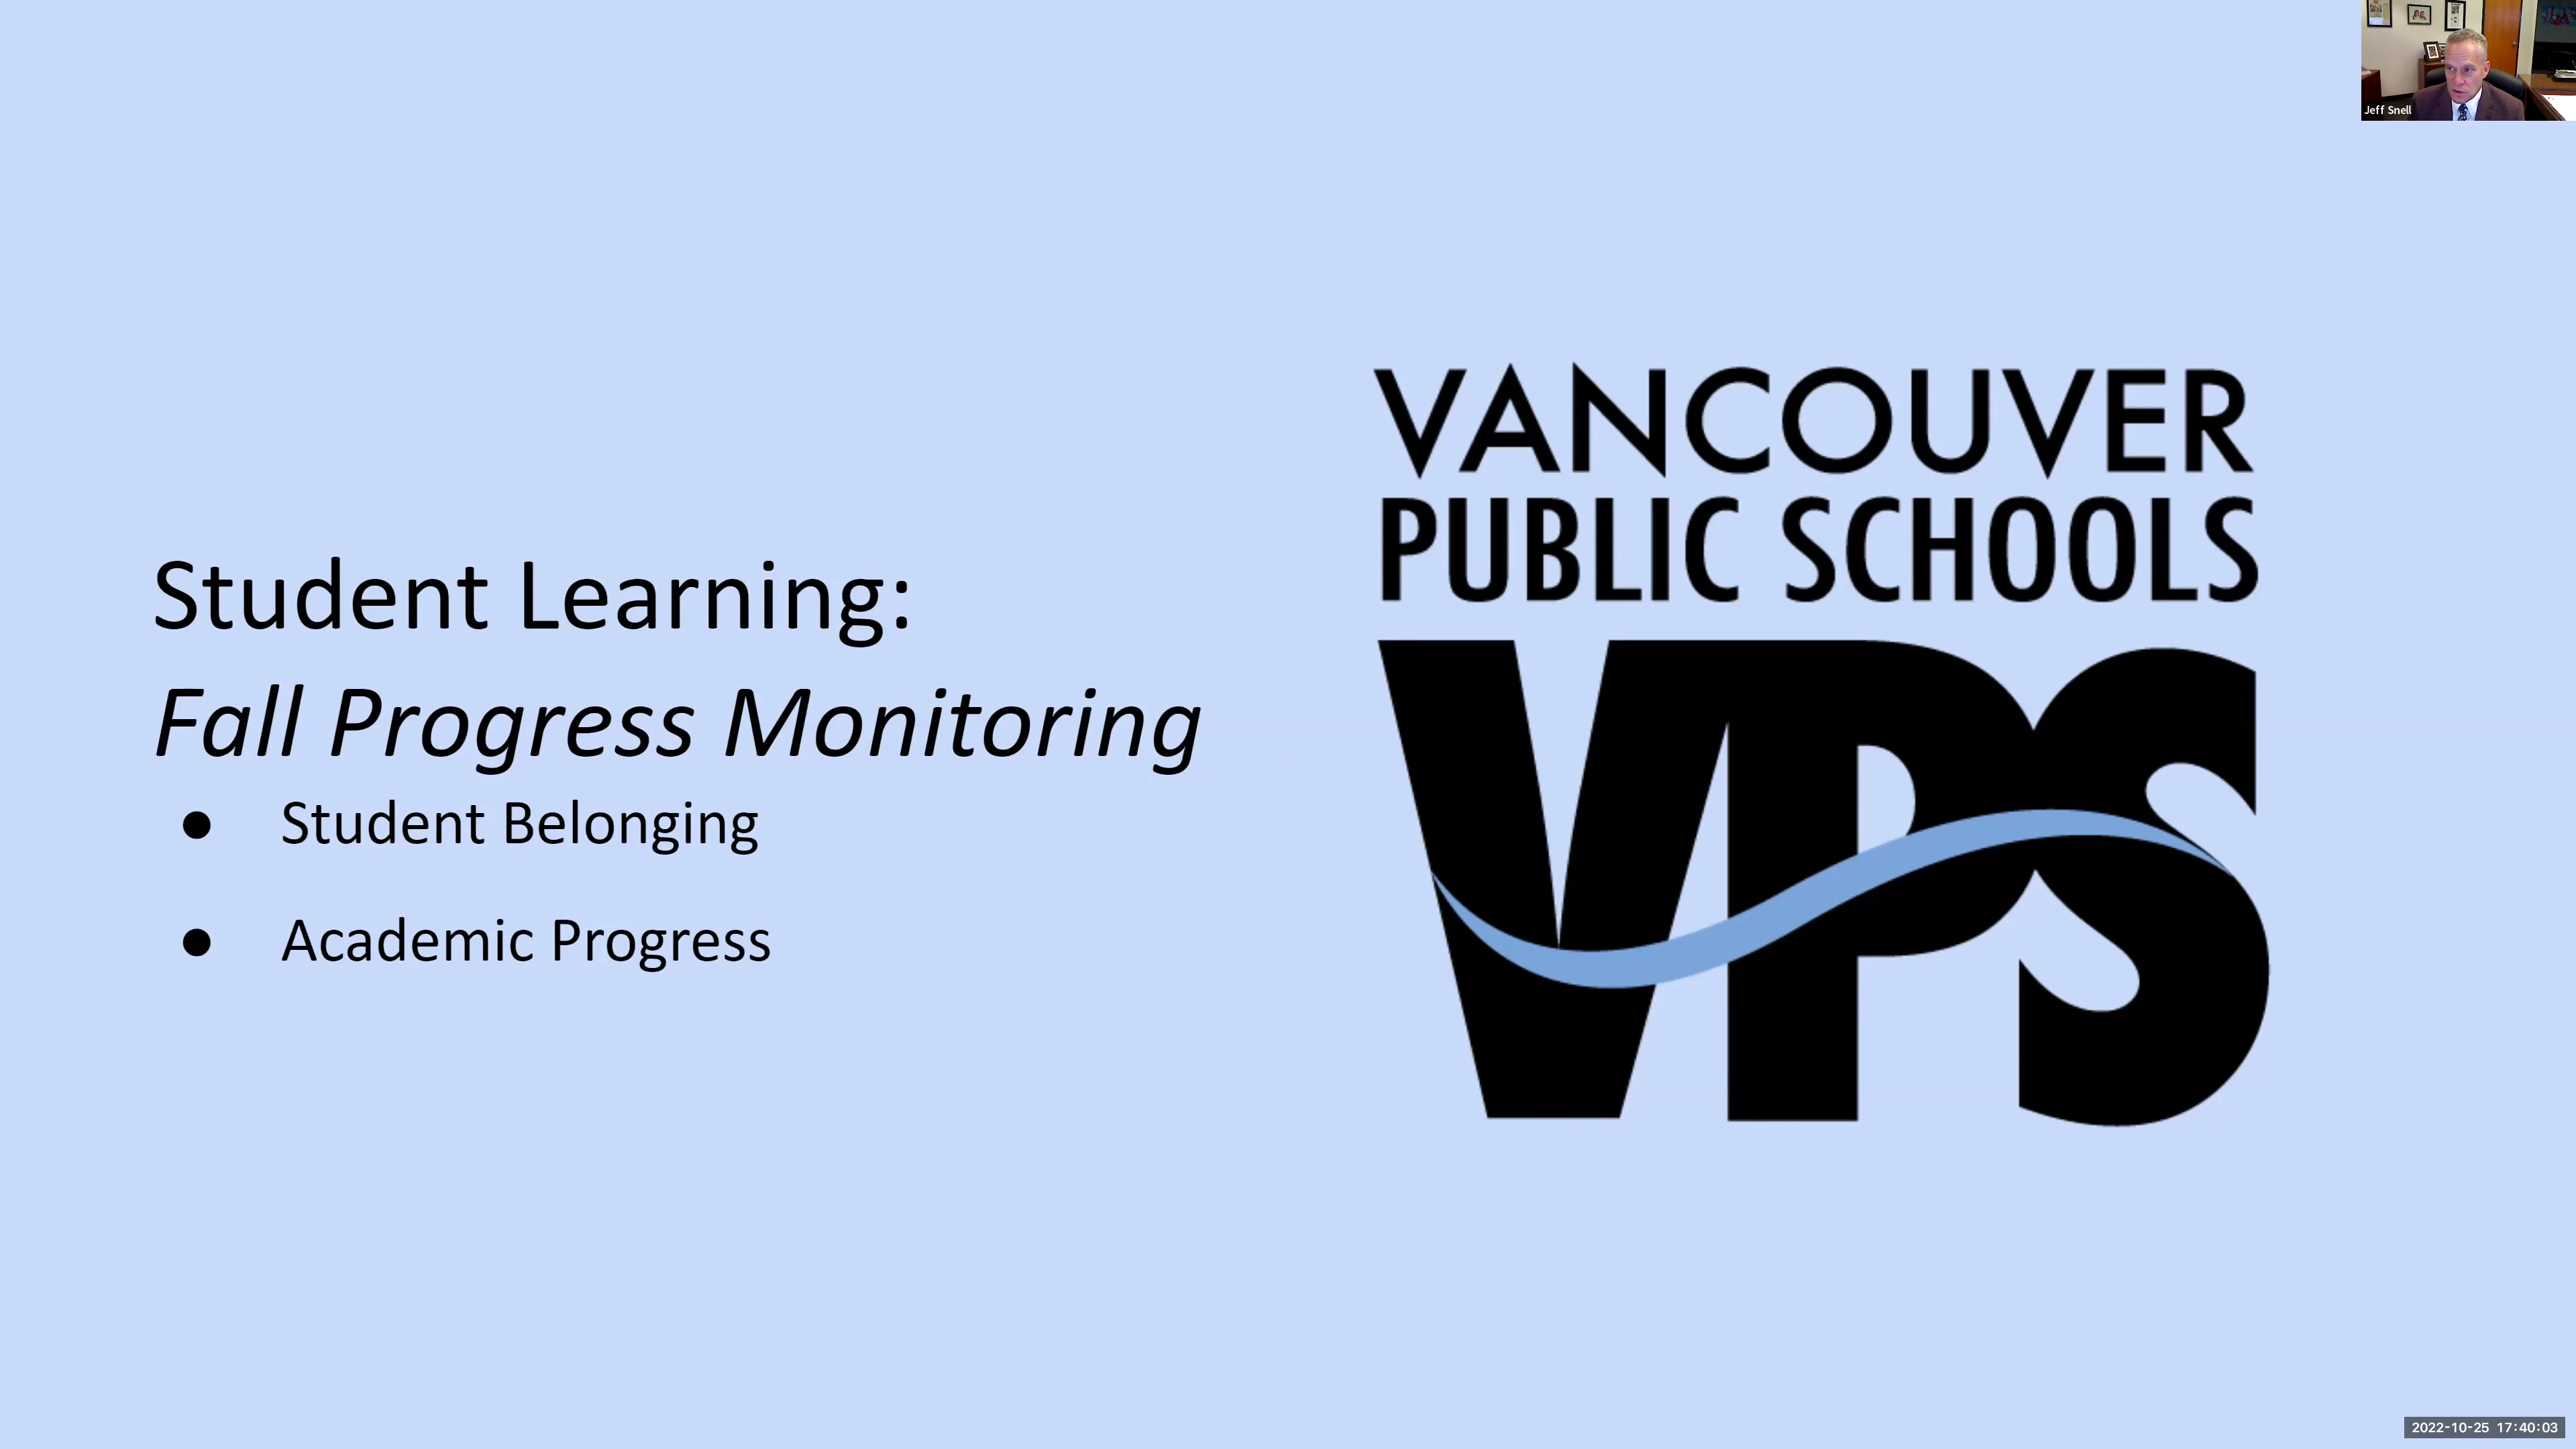 Jeff Snell
VANCOUVER
PUBLIC SCHOOLS
VPS
Student Learning:
Fall Progress Monitoring
● Student Belonging
● Academic Progress
2022-10-25 17:40:03